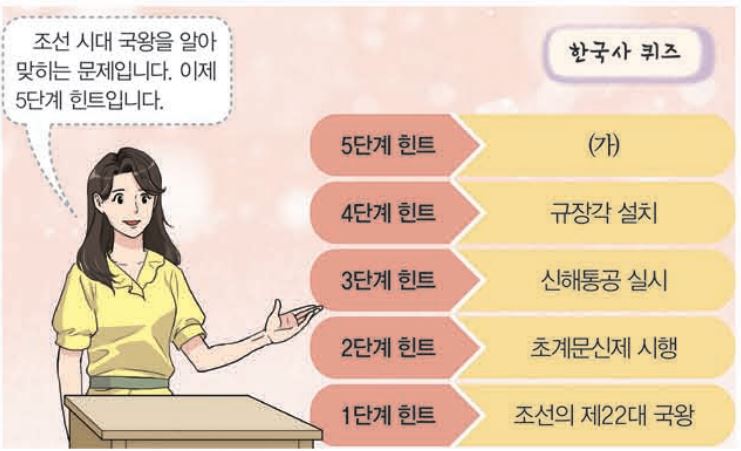 조선 시대 국왕을 알아
맞히는 문제입니다. 이제
5단계 힌트입니다.
한국사 퀴즈
5단계 힌트 (가)
4단계 힌트 규장각 설치
3단계 힌트 신해통공 실시
2단계 힌트 초계문신제 시행
1단계 힌트 조선의 제22대 국왕